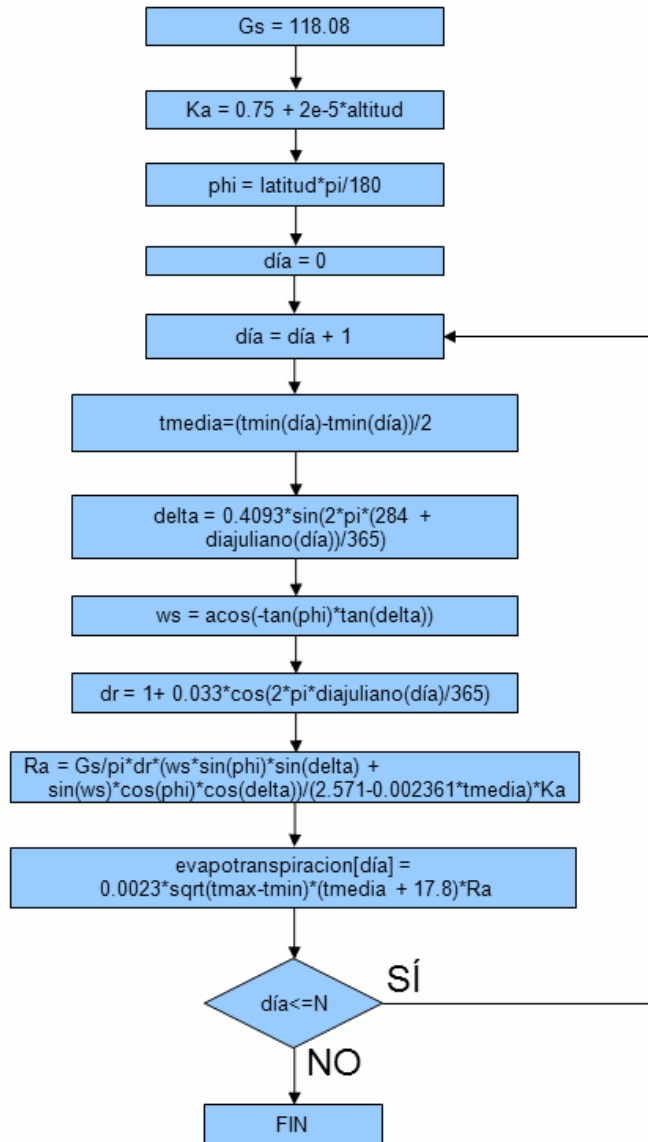 Gs = 118.08
Ka = 0.75 + 2e-5*altitud
phi = latitud*pi/180
día = 0
día = día + 1
tmedia=(tmin(día)-tmin(día))/2
delta = 0.4093*sin(2*pi*(284 +
diajuliano(día))/365)
ws = acos(-tan(phi)*tan(delta))
dr = 1+ 0.033*cos(2*pi*diajuliano(día)/365)
Ra = Gs/pi*dr*(ws*sin(phi)*sin(delta) +
sin(ws)*cos(phi)*cos(delta))/(2.571-0.002361*tmedia)*Ka
evapotranspiracion[día] =
0.0023*sqrt(tmax-tmin)*(tmedia + 17.8)*Ra
día<=N
SÍ
NO
FIN